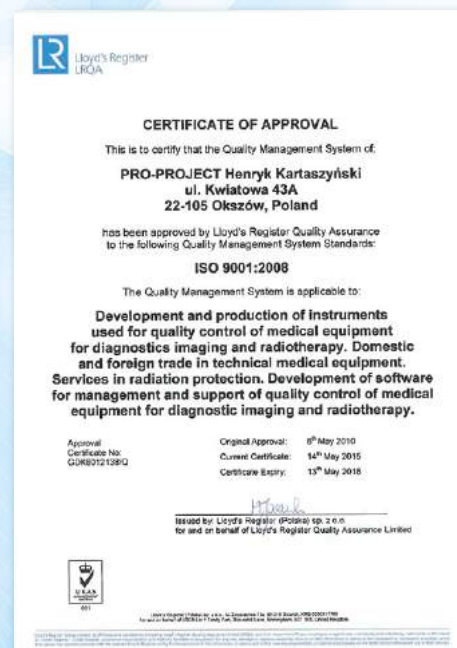 LR
Lloyd's Register
LRQA
CERTIFICATE OF APPROVAL
This is to certify that the Quality Management System of:
PRO-PROJECT Henryk Kartaszyński
ul. Kwiatowa 43A
22-105 Okszów, Poland
has been approved by Lloyd's Register Quality Assurance
to the following Quality Management System Standards:
ISO 9001:2008
The Quality Management System is applicable to:
Development and production of instruments
used for quality control of medical equipment
for diagnostics imaging and radiotherapy. Domestic
and foreign trade in technical medical equipment.
Services in radiation protection. Development of software
for management and support of quality control of medical
equipment for diagnostic imaging and radiotherapy.
Approval
Certificate No:
Original Approval: May 2010
Current Certificate: 14th May 2015
Certificate Expiry: 13th May 2018
Issued by: Lloyd's Register (Polska) sp. z o.o.
for and on behalf of Lloyd's Register Quality Assurance Limited
UKAS
001